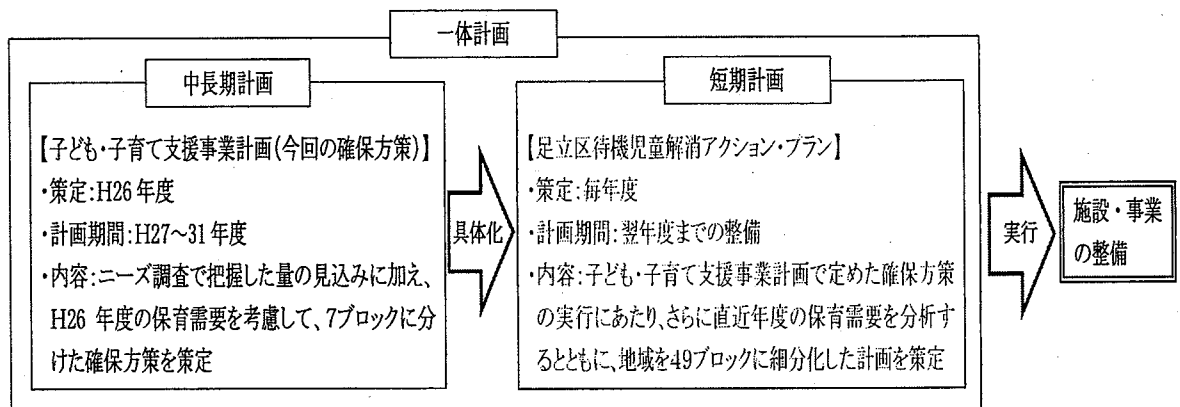 一体計画
中長期計画
【子ども・子育て支援事業計画(今回の確保方策)】
・策定:H26年度
・計画期間:H27～31年度
・内容:ニーズ調査で把握した量の見込みに加え、
H26 年度の保育需要を考慮して、7ブロックに分
けた確保方策を策定
具体化
短期計画
【足立区待機児童解消アクション・プラン】
・策定:毎年度
・計画期間:翌年度までの整備
・内容:子ども・子育て支援事業計画で定めた確保方策
の実行にあたり、さらに直近年度の保育需要を分析す
るとともに、地域を49ブロックに細分化した計画を策定
実行
施設・事業
の整備